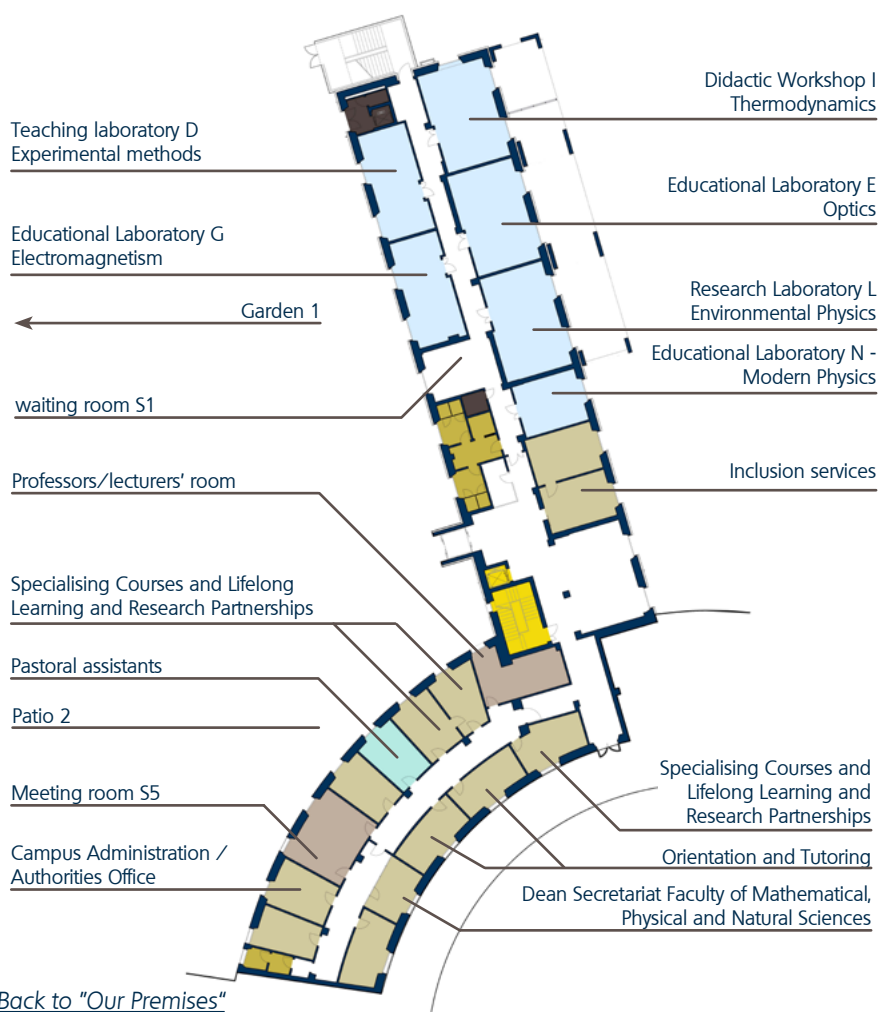 Didactic Workshop I
Thermodynamics
Teaching laboratory D
Experimental methods
Educational Laboratory E
Optics
Educational Laboratory G
Electromagnetism
Research Laboratory L
Environmental Physics
Garden 1
Educational Laboratory N -
Modern Physics
waiting room S1
Inclusion services
Professors/lecturers' room
Specialising Courses and Lifelong
Learning and Research Partnerships
Pastoral assistants
Patio 2
Specialising Courses and
Lifelong Learning and
Research Partnerships
Meeting room S5
Campus Administration /
Authorities Office
Orientation and Tutoring
Dean Secretariat Faculty of Mathematical,
Physical and Natural Sciences
Back to "Our Premises"